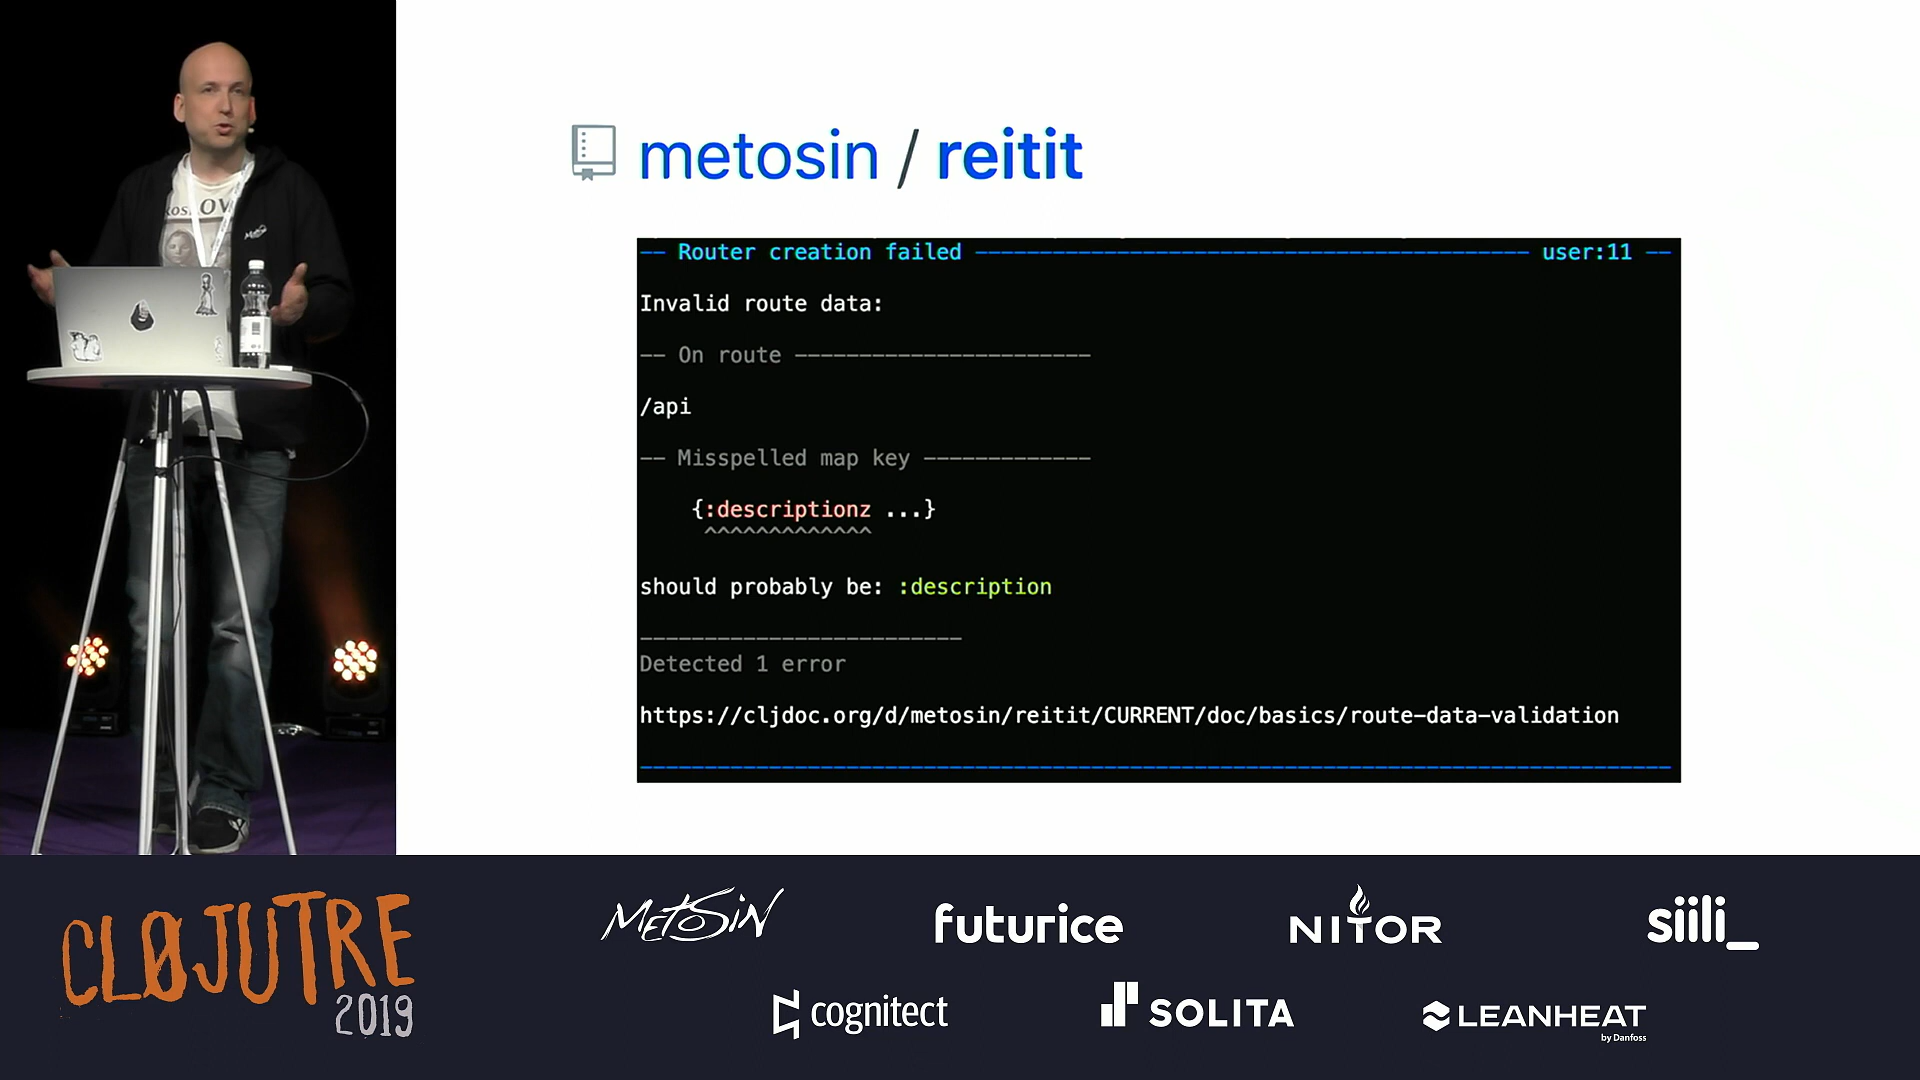 metosin / reitit
—— Router creation failed ——————————————————————————————————————————— user:11 ——
Invalid route data:
—— On route ———————————————————————
/api
—— Misspelled map key —————————————
{:descriptionz ...}
^^^^^^^^^^^^^
should probably be: :description
—————————————————————————
Detected 1 error
https://cljdoc.org/d/metosin/reitit/CURRENT/doc/basics/route-data-validation
CLØJUTRE
2019
METOSIN
futurice
NITOR
siili_
cognitect
SOLITA
LEANHEAT
by Danfoss